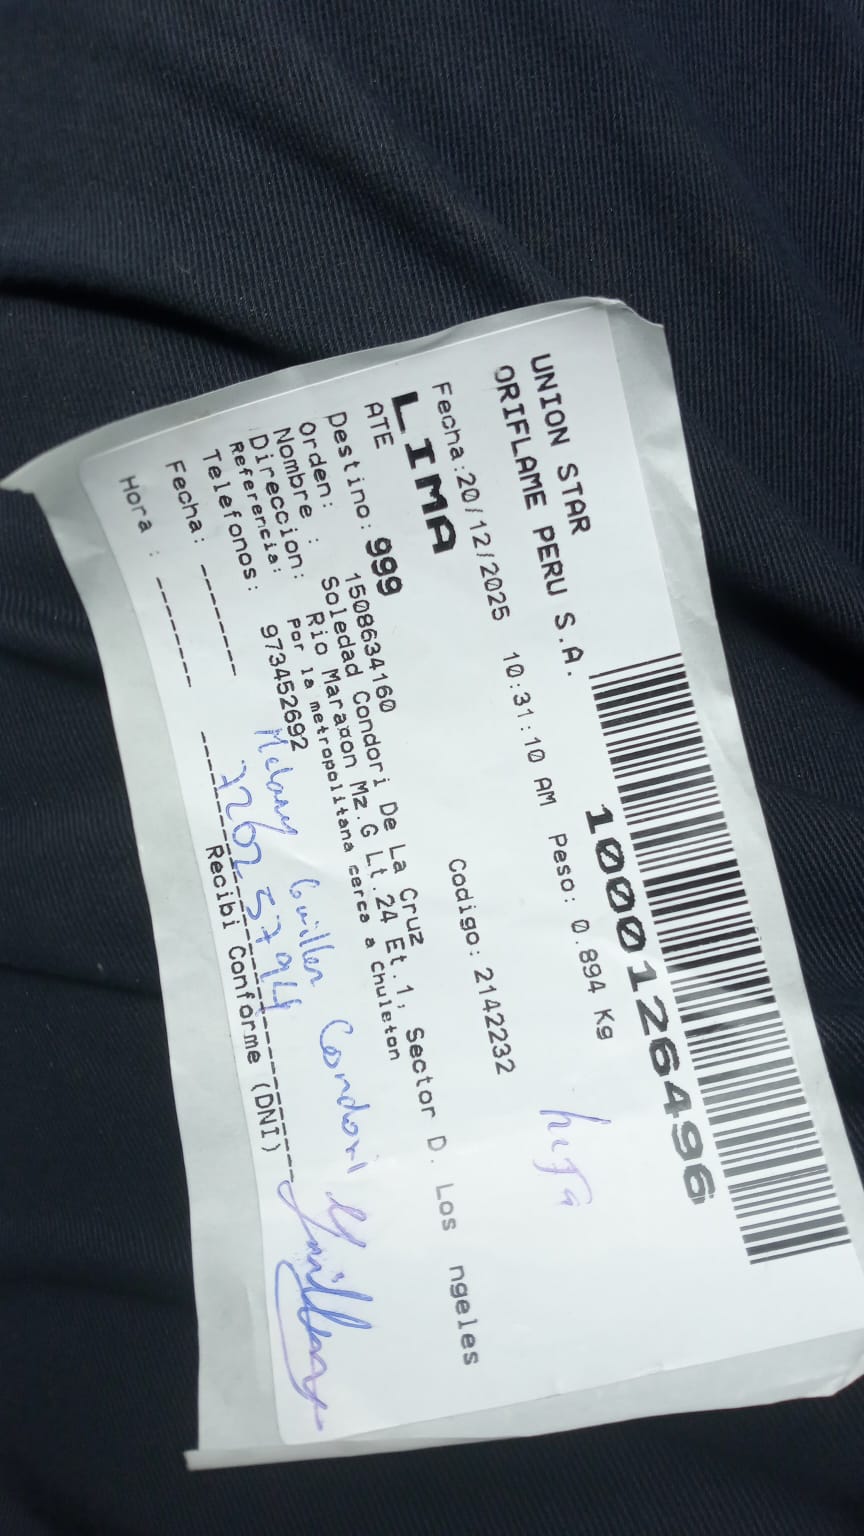 UNION STAR
ORIFLAME PERU S.A.
1000126496
Fecha:20/12/2025 10:31:10 AM Peso: 0.894 Kg
hija
LIMA
Codigo: 2142232
ATE
Destino: 999
Orden: 1508634160
Nombre : Soledad Condori De La Cruz
Direccion: Rio Mara¤on Mz.G Lt.24 Et.1, Sector D. Los ngeles
Referencia: Por la metropolitana cerca a Chuleton
Telefonos: 973452692
Melany Guillen Condori
Fecha: --------
Hora : --------
Recibi Conforme (DNI)